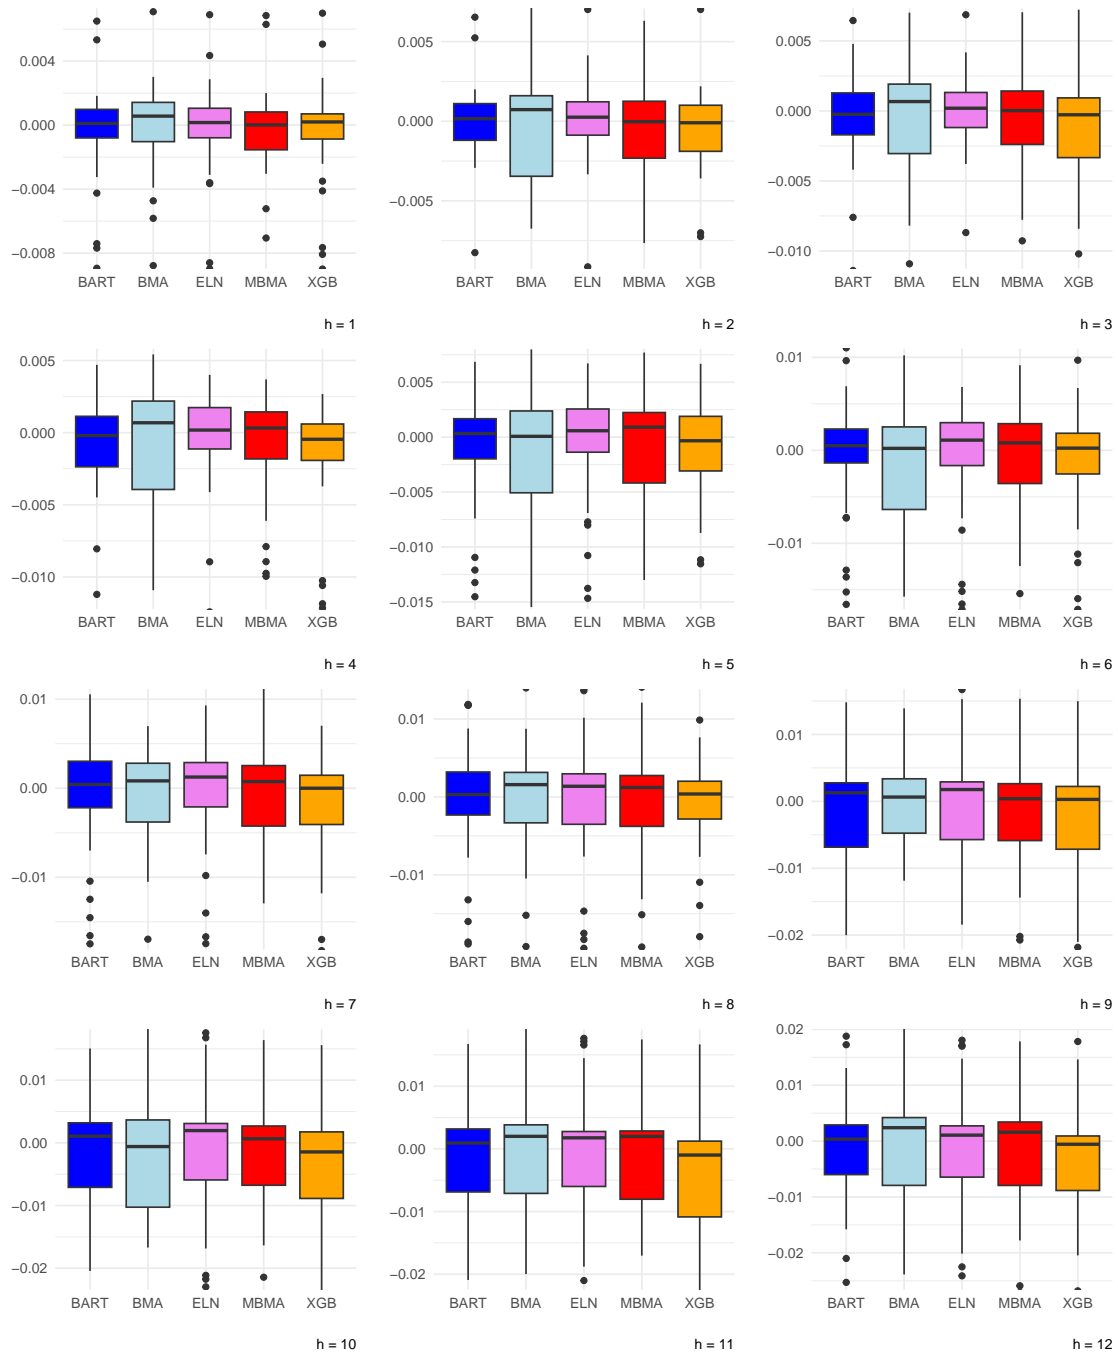 0.004
0.000
−0.004
−0.008
BART BMA ELN MBMA XGB
h = 1
0.005
0.000
−0.005
BART BMA ELN MBMA XGB
h = 2
0.005
0.000
−0.005
−0.010
BART BMA ELN MBMA XGB
h = 3
0.005
0.000
−0.005
−0.010
BART BMA ELN MBMA XGB
h = 4
0.005
0.000
−0.005
−0.010
−0.015
BART BMA ELN MBMA XGB
h = 5
0.01
0.00
−0.01
BART BMA ELN MBMA XGB
h = 6
0.01
0.00
−0.01
BART BMA ELN MBMA XGB
h = 7
0.01
0.00
−0.01
BART BMA ELN MBMA XGB
h = 8
0.01
0.00
−0.01
−0.02
BART BMA ELN MBMA XGB
h = 9
0.01
0.00
−0.01
−0.02
BART BMA ELN MBMA XGB
h = 10
0.01
0.00
−0.01
−0.02
BART BMA ELN MBMA XGB
h = 11
0.02
0.01
0.00
−0.01
−0.02
BART BMA ELN MBMA XGB
h = 12